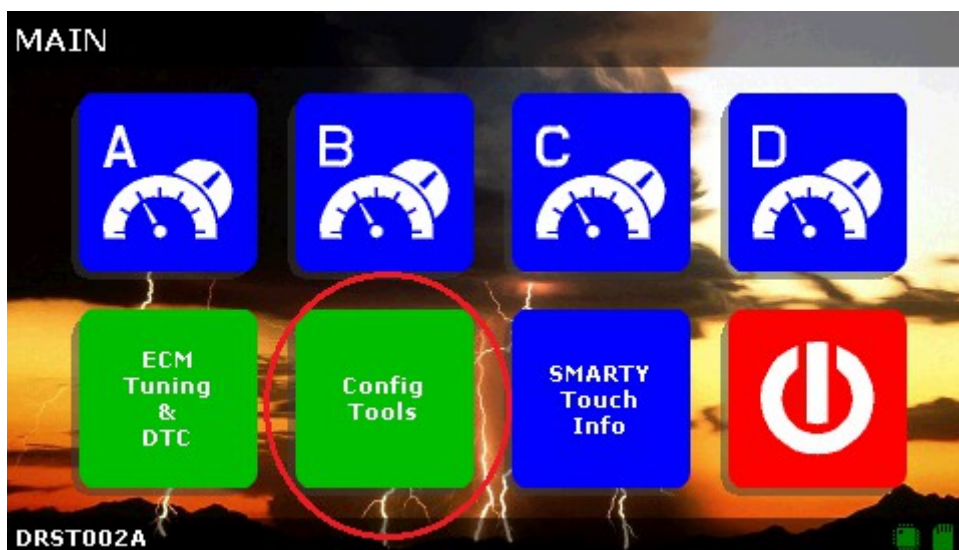 MAIN
A
B
C
D
ECM
Tuning
&
DTC
Config
Tools
SMARTY
Touch
Info
DRST002A